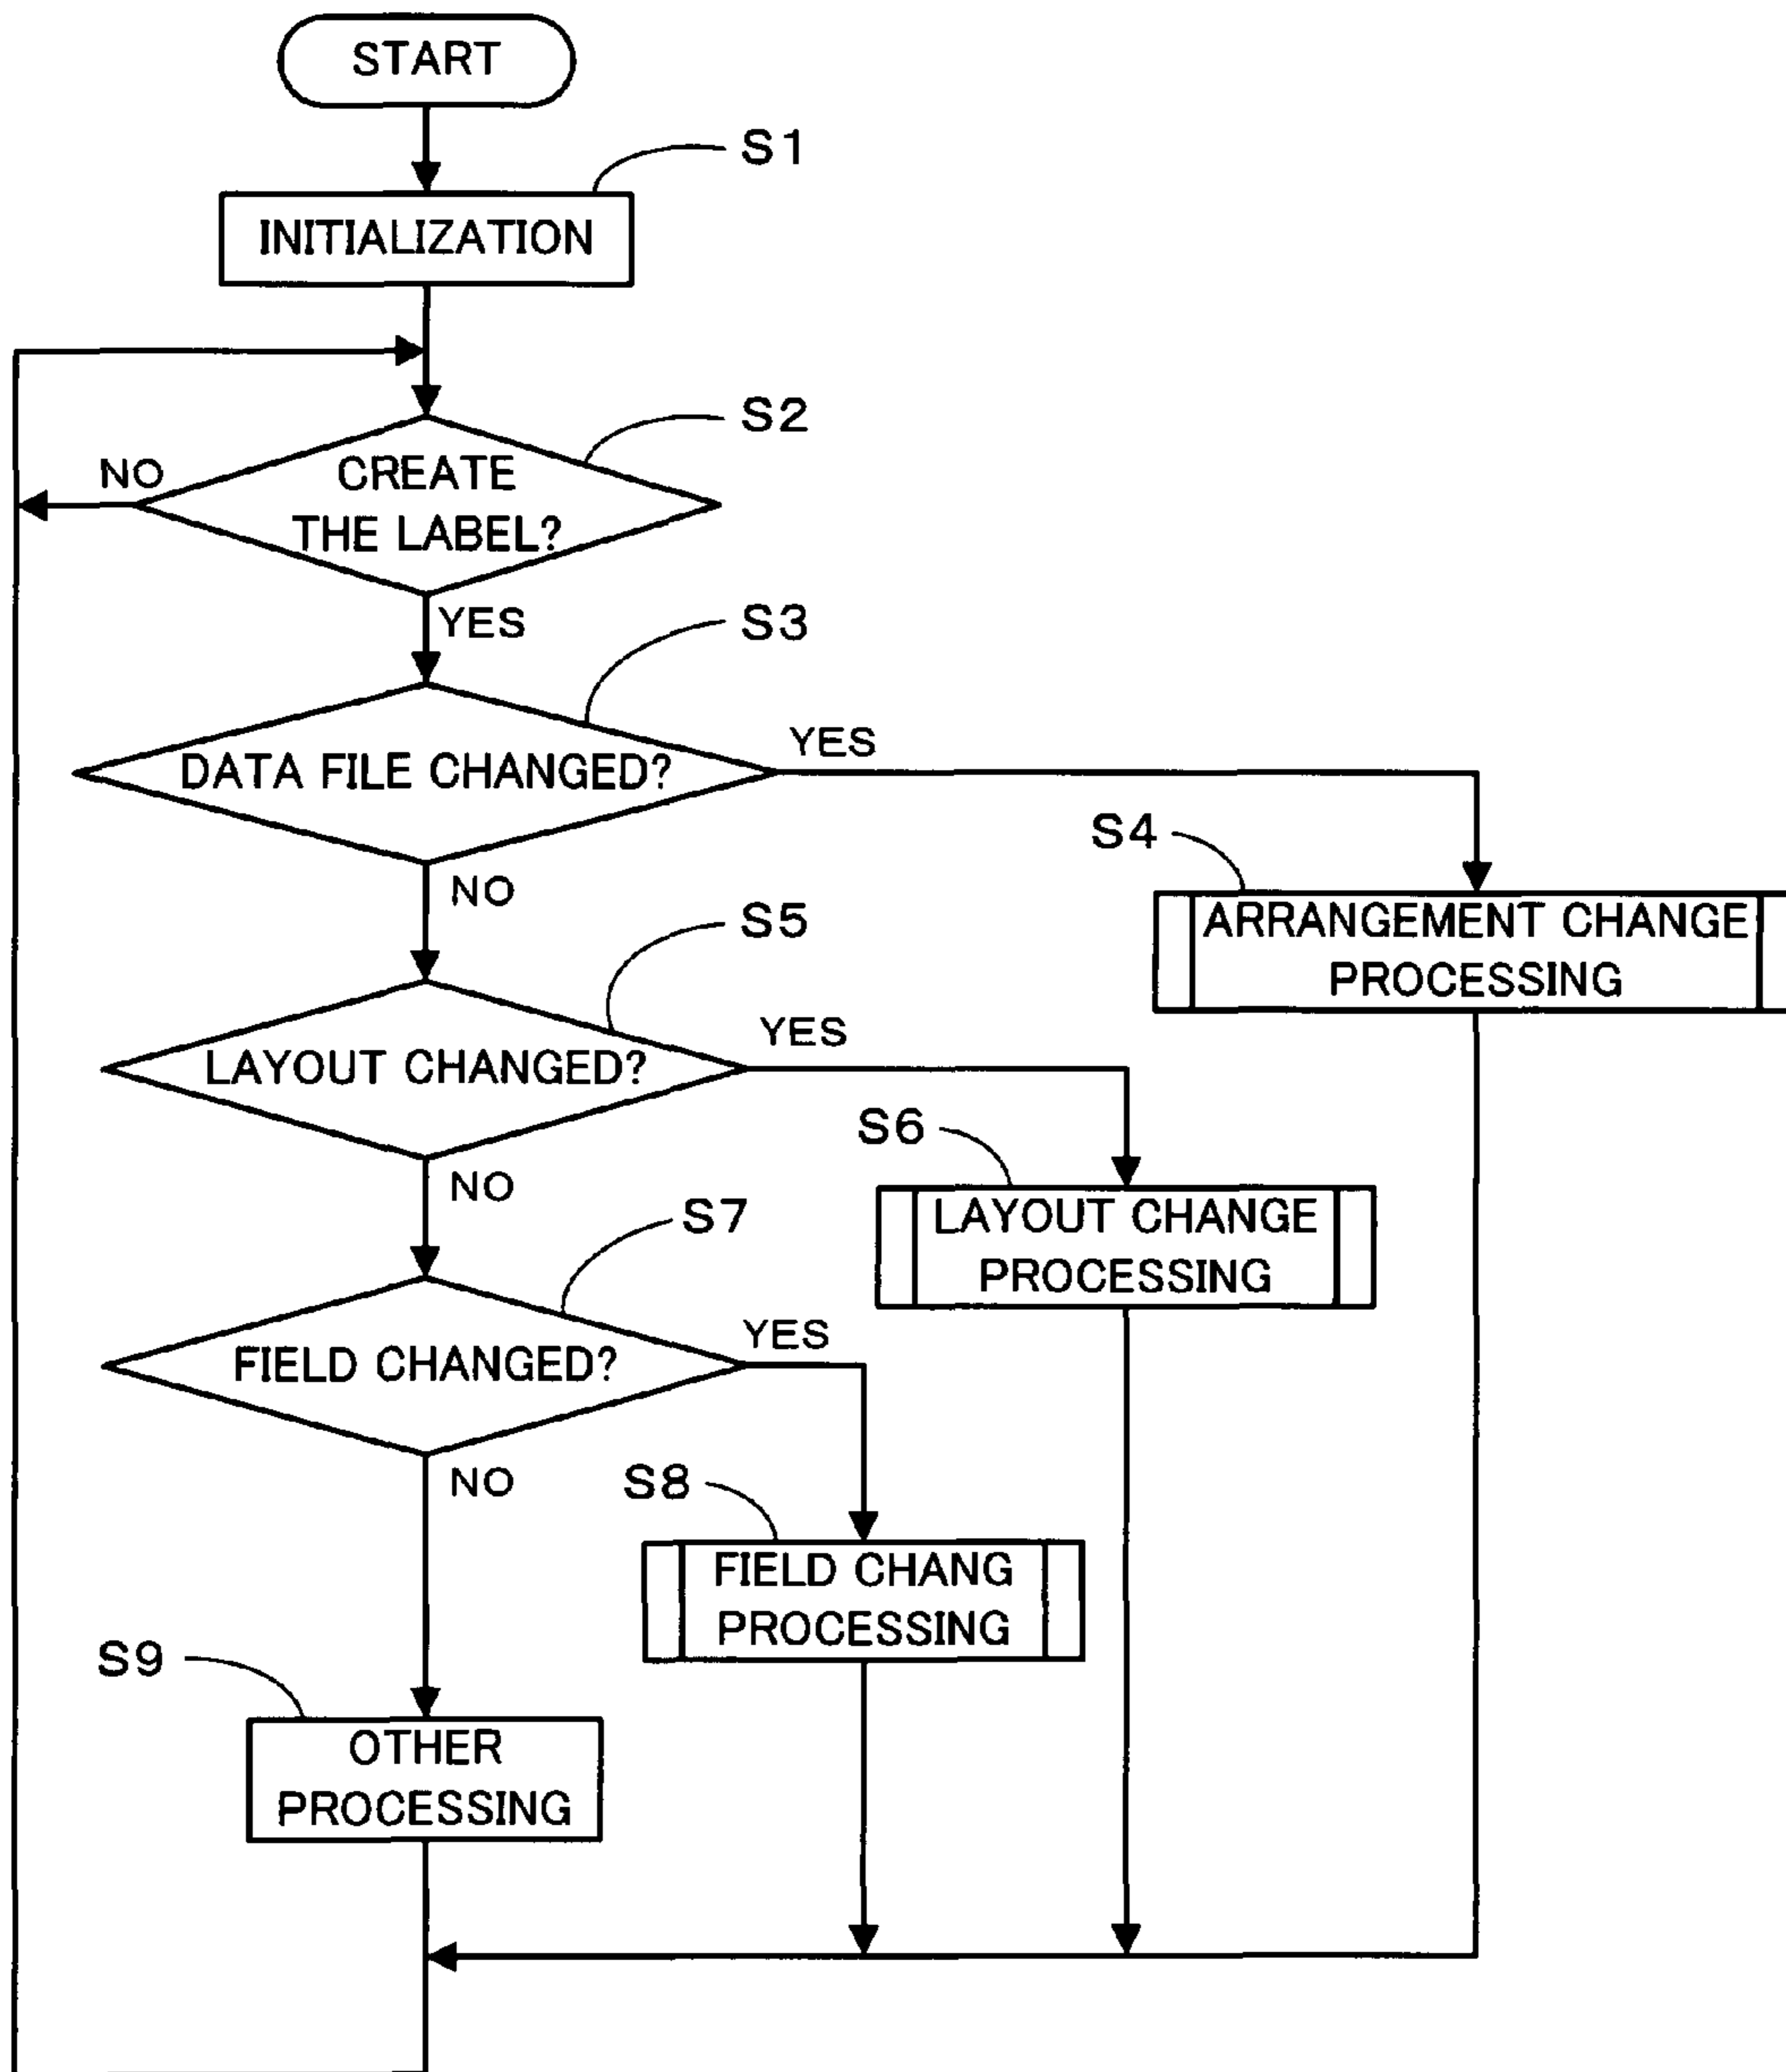 START
S1
INITIALIZATION
S2
NO
CREATE
THE LABEL?
YES
S3
DATA FILE CHANGED?
YES
S4
NO
ARRANGEMENT CHANGE
PROCESSING
S5
LAYOUT CHANGED?
YES
S6
NO
LAYOUT CHANGE
PROCESSING
S7
FIELD CHANGED?
YES
NO
S8
FIELD CHANG
PROCESSING
S9
OTHER
PROCESSING